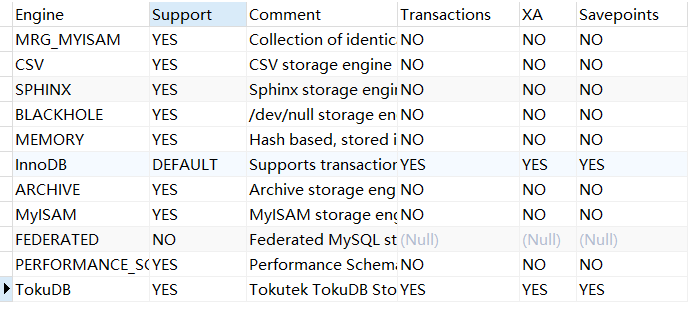 Engine Support Comment Transactions XA Savepoints
MRG_MYISAM YES Collection of identic NO NO NO
CSV YES CSV storage engine NO NO NO
SPHINX YES Sphinx storage engi NO NO NO
BLACKHOLE YES /dev/null storage en NO NO NO
MEMORY YES Hash based, stored i NO NO NO
InnoDB DEFAULT Supports transaction YES YES YES
ARCHIVE YES Archive storage eng NO NO NO
MyISAM YES MyISAM storage eng NO NO NO
FEDERATED NO Federated MySQL st (Null) (Null) (Null)
PERFORMANCE_SC YES Performance Schema NO NO NO
TokuDB YES Tokutek TokuDB Sto YES YES YES